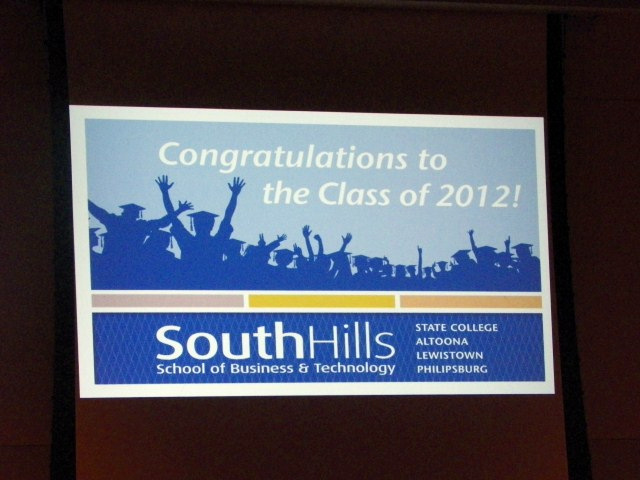 Congratulations to
the Class of 2012!
SouthHills
School of Business & Technology
STATE COLLEGE
ALTOONA
LEWISTOWN
PHILIPSBURG